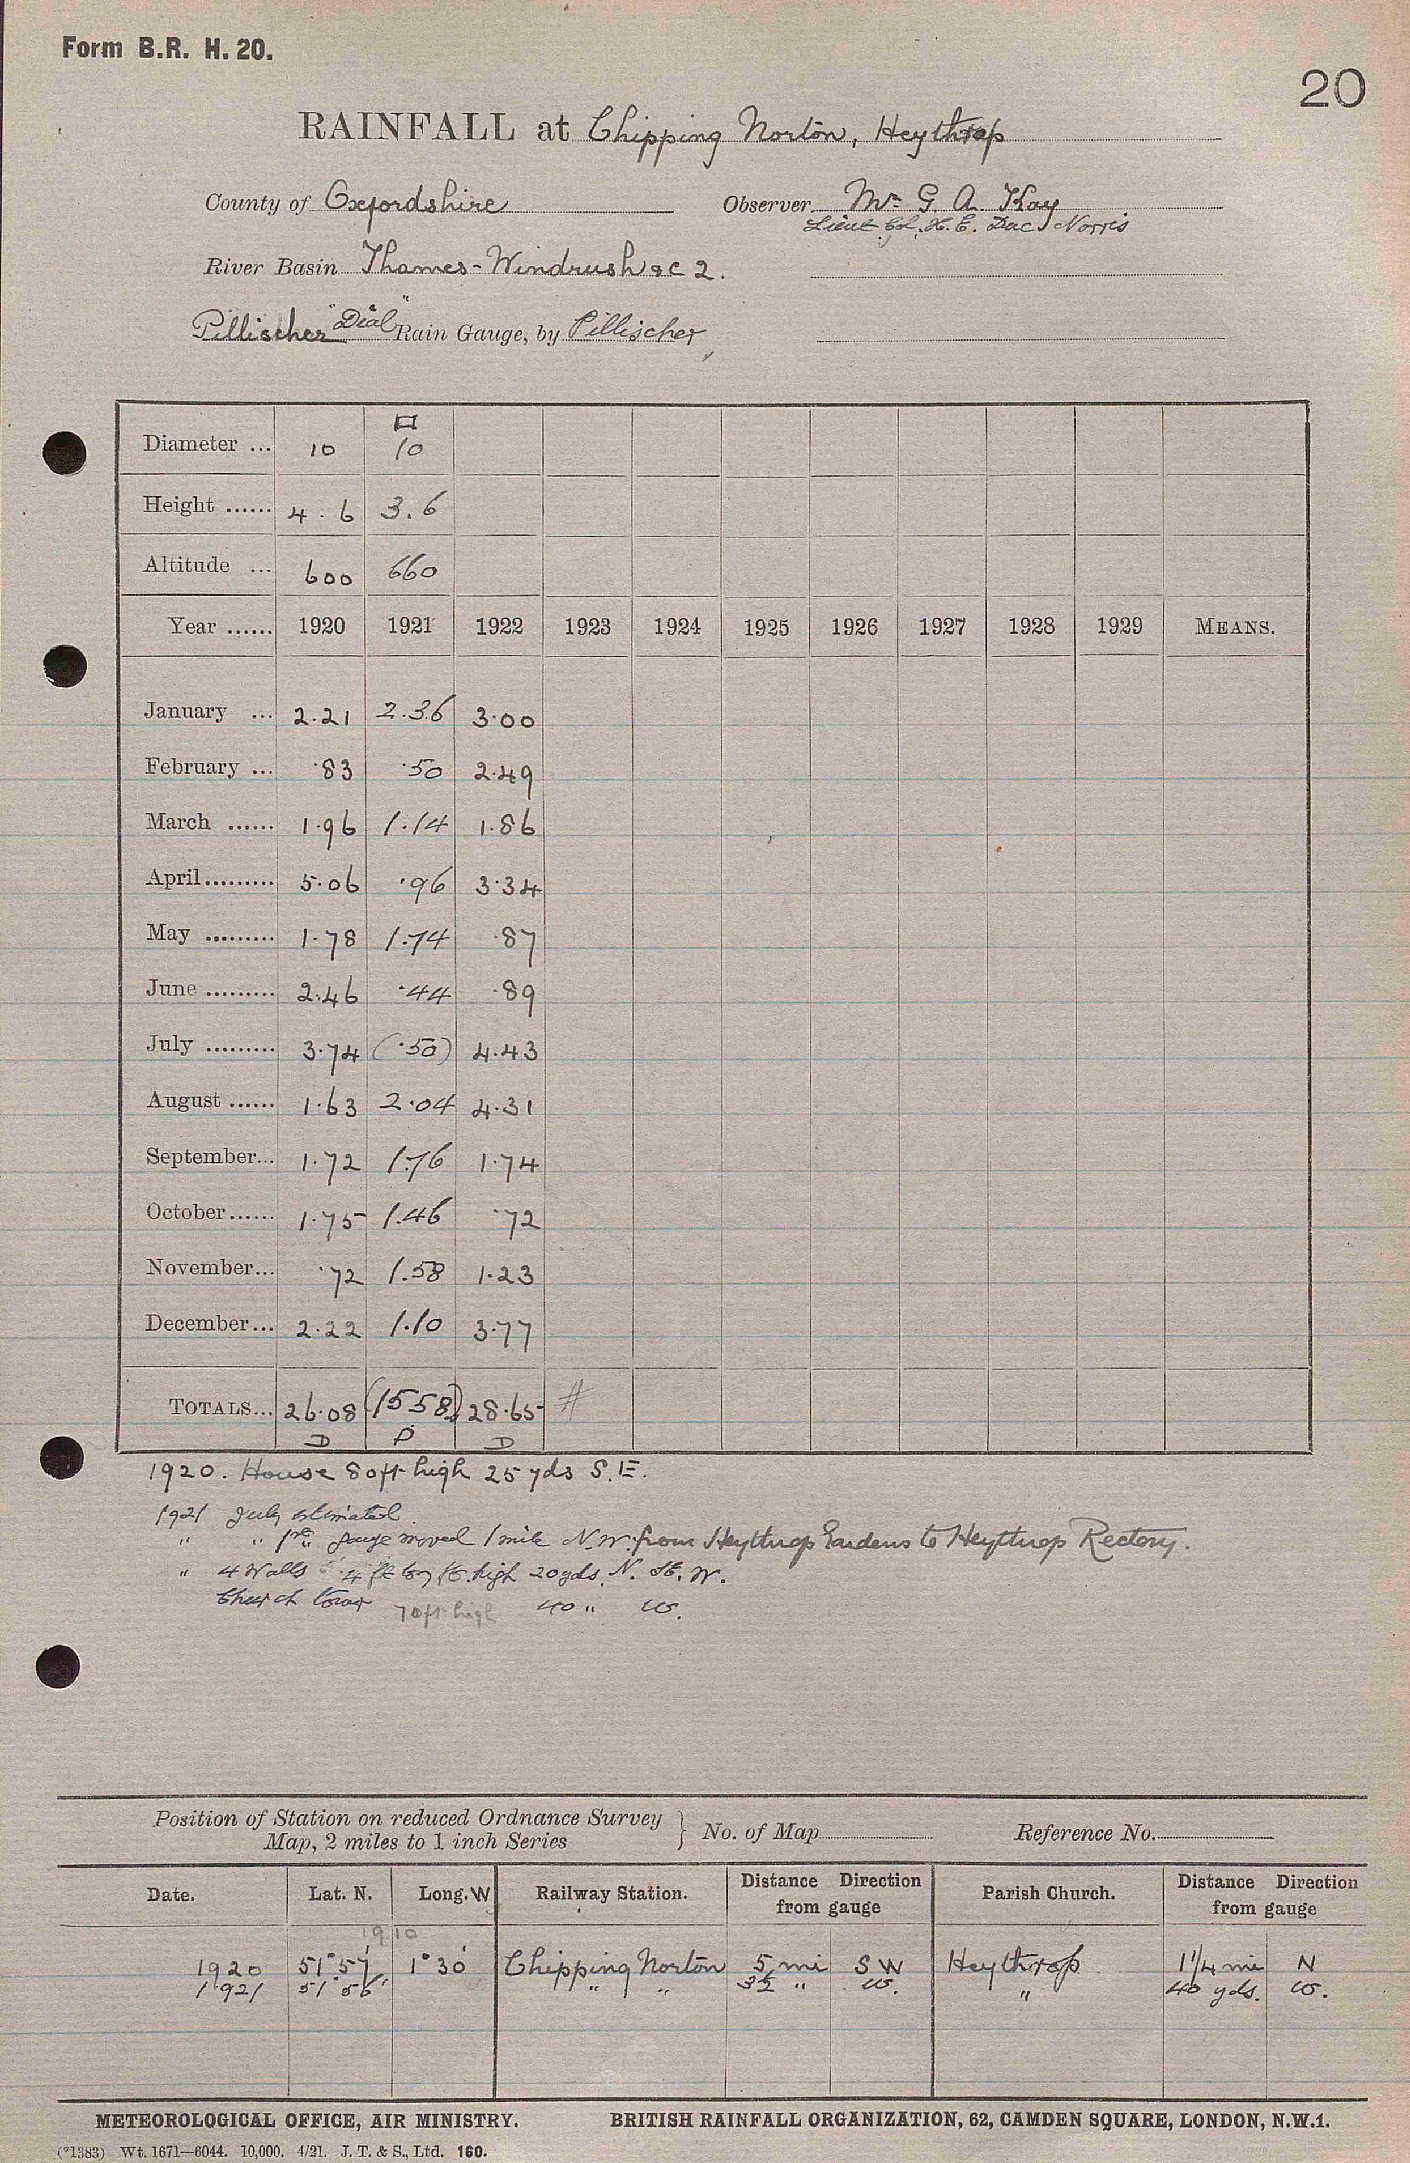 Form B.R. H. 20.
20
RAINFALL at Chipping Norton, Heythrop
County of Oxfordshire Observer Mr. G A Kay
Lieut Col. H. E. Norris
River Basin Thames - Windrush &c 2.
Pillischer "Dial" Rain Gauge, by Pillischer
Diameter ... 10 10
Height ...... 4.6 3.6
Altitude ... 600 660
Year ...... 1920 1921 1922 1923 1924 1925 1926 1927 1928 1929 MEANS.
January ... 2.21 2.36 3.00
February ... .83 .50 2.49
March ...... 1.96 1.14 1.86
April ......... 5.06 .96 3.34
May ......... 1.78 1.74 .87
June ......... 2.46 .44 .89
July ......... 3.74 (.50) 4.43
August ...... 1.63 2.04 4.31
September... 1.72 1.76 1.74
October ...... 1.75 1.46 .72
November... .72 1.58 1.23
December... 2.22 1.10 3.77
TOTALS... 26.08 (15.58) 28.65 #
D P D
1920. House 80ft high 25 yds S.E.
1921 July estimated.
" " 1st gauge moved 1 mile N.W. from Heythrop Gardens to Heythrop Rectory.
" 4 Walls 4 ft high 20 yds. N. W.
Church tower 70ft high 40 " W.
Position of Station on reduced Ordnance Survey Map, 2 miles to 1 inch Series } No. of Map Reference No.
Date. Lat. N. Long. W Railway Station. Distance Direction from gauge Parish Church. Distance Direction from gauge
1920 51°57' 1°30' Chipping Norton 5 mi S W Heythrop 1 1/4 mi N
1921 51°56' " " 3½ " W. " 40 yds. W.
METEOROLOGICAL OFFICE, AIR MINISTRY. BRITISH RAINFALL ORGANIZATION, 62, CAMDEN SQUARE, LONDON, N.W.1.
(*1383) Wt. 1671—6044. 10,000. 4/21. J. T. & S., Ltd. 160.